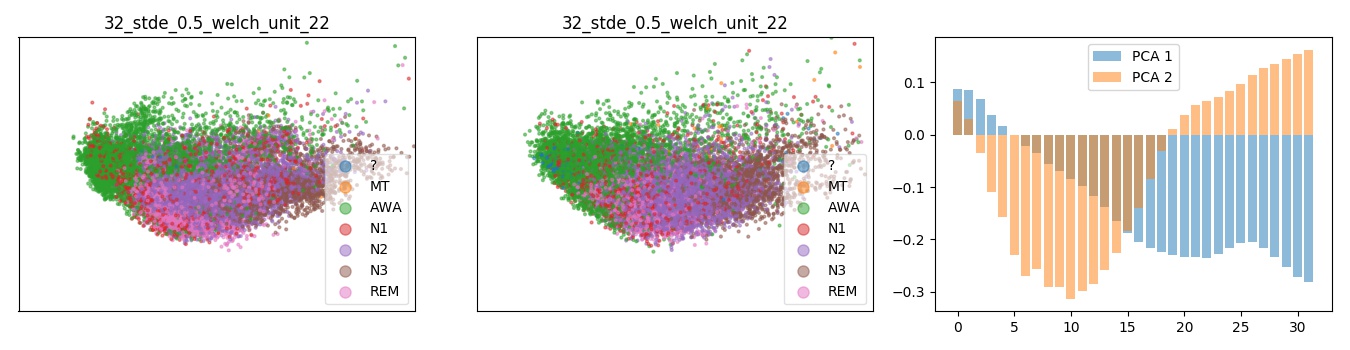 32_stde_0.5_welch_unit_22
?
MT
AWA
N1
N2
N3
REM
32_stde_0.5_welch_unit_22
?
MT
AWA
N1
N2
N3
REM
PCA 1
PCA 2
0.1
0.0
−0.1
−0.2
−0.3
0 5 10 15 20 25 30